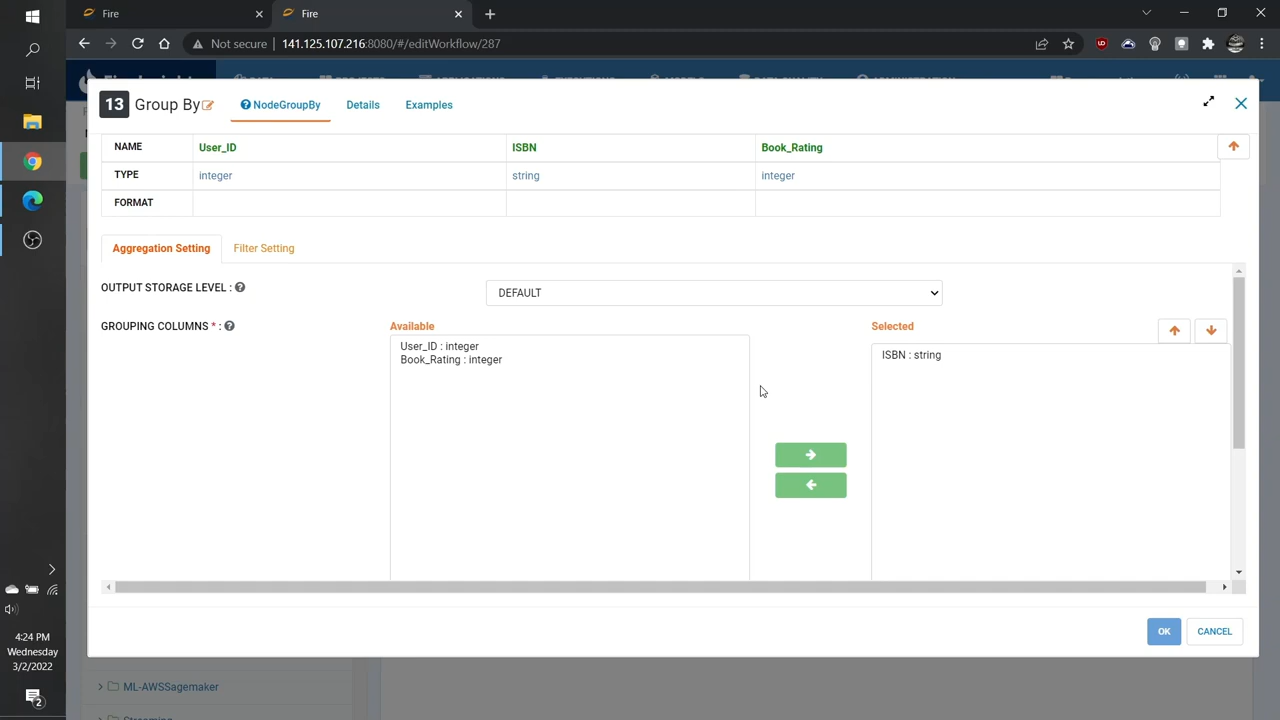 Fire
Fire
Not secure
141.125.107.216:8080/#/editWorkflow/287
13
Group By
NodeGroupBy
Details
Examples
NAME
User_ID
ISBN
Book_Rating
TYPE
integer
string
integer
FORMAT
Aggregation Setting
Filter Setting
OUTPUT STORAGE LEVEL :
DEFAULT
GROUPING COLUMNS * :
Available
Selected
User_ID : integer
Book_Rating : integer
ISBN : string
OK
CANCEL
4:24 PM
Wednesday
3/2/2022
2
ML-AWSSagemaker